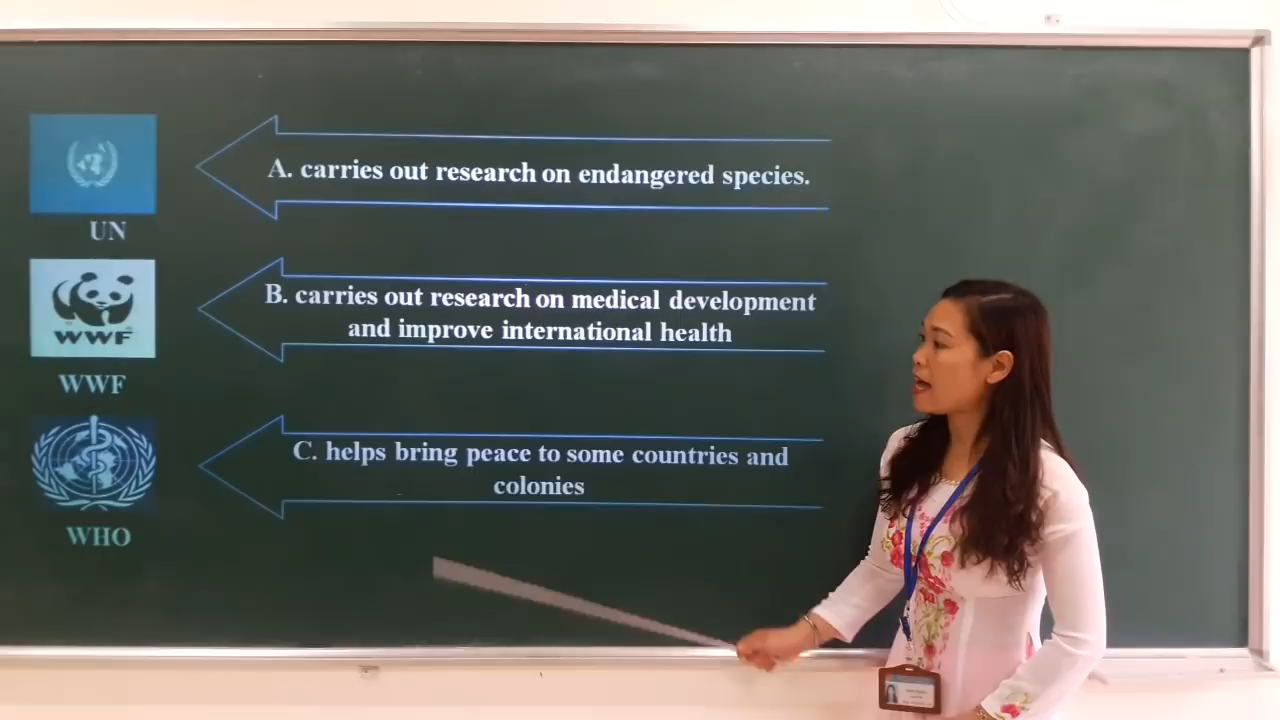 A. carries out research on endangered species.
UN
B. carries out research on medical development
and improve international health
WWF
WWF
C. helps bring peace to some countries and
colonies
WHO